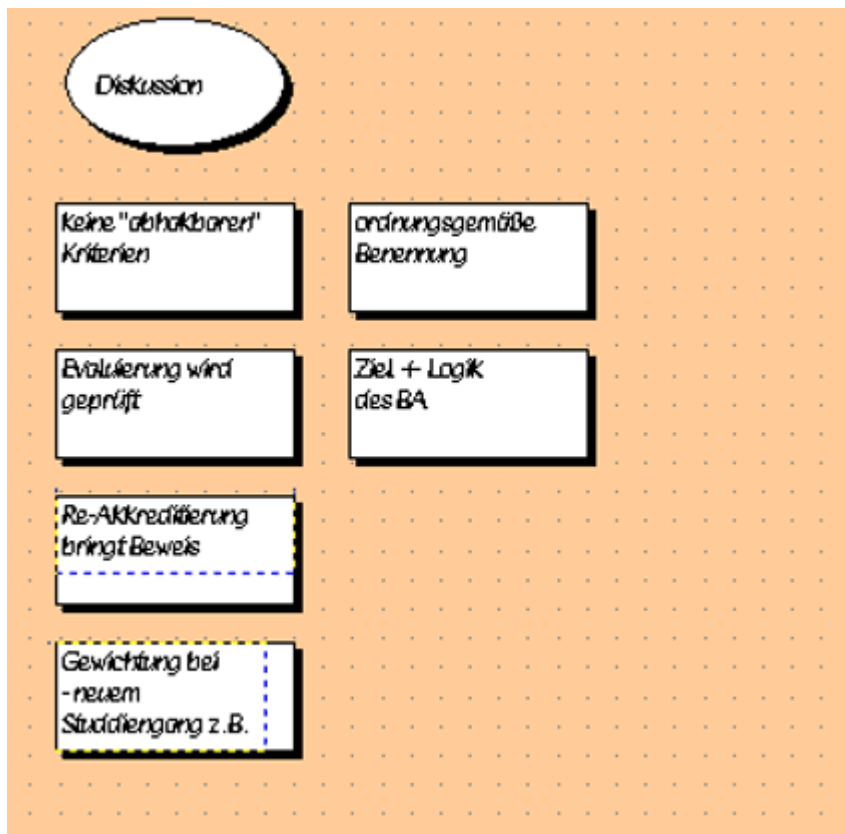 Diskussion
Keine "abhakbaren"
Kriterien
ordnungsgemäße
Benennung
Evaluierung wird
geprüft
Ziel + Logik
des BA
Re-Akkreditierung
bringt Beweis
Gewichtung bei
- neuem
Studdiengang z.B.